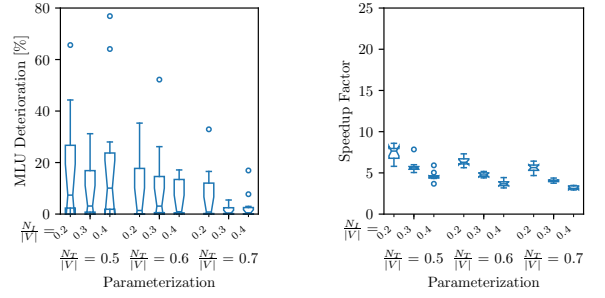 80
60
40
20
0
MLU Deterioration [%]
N_I/|V| = 0.2 0.3 0.4 0.2 0.3 0.4 0.2 0.3 0.4
N_T/|V| = 0.5 N_T/|V| = 0.6 N_T/|V| = 0.7
Parameterization
25
20
15
10
5
0
Speedup Factor
N_I/|V| = 0.2 0.3 0.4 0.2 0.3 0.4 0.2 0.3 0.4
N_T/|V| = 0.5 N_T/|V| = 0.6 N_T/|V| = 0.7
Parameterization